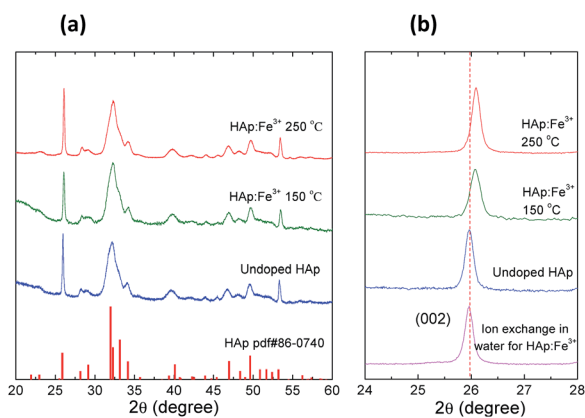 (a)
HAp:Fe³⁺ 250 °C
HAp:Fe³⁺ 150 °C
Undoped HAp
HAp pdf#86-0740
20 25 30 35 40 45 50 55 60
2θ (degree)
(b)
HAp:Fe³⁺
250 °C
HAp:Fe³⁺
150 °C
Undoped HAp
(002)
Ion exchange in
water for HAp:Fe³⁺
24 25 26 27 28
2θ (degree)